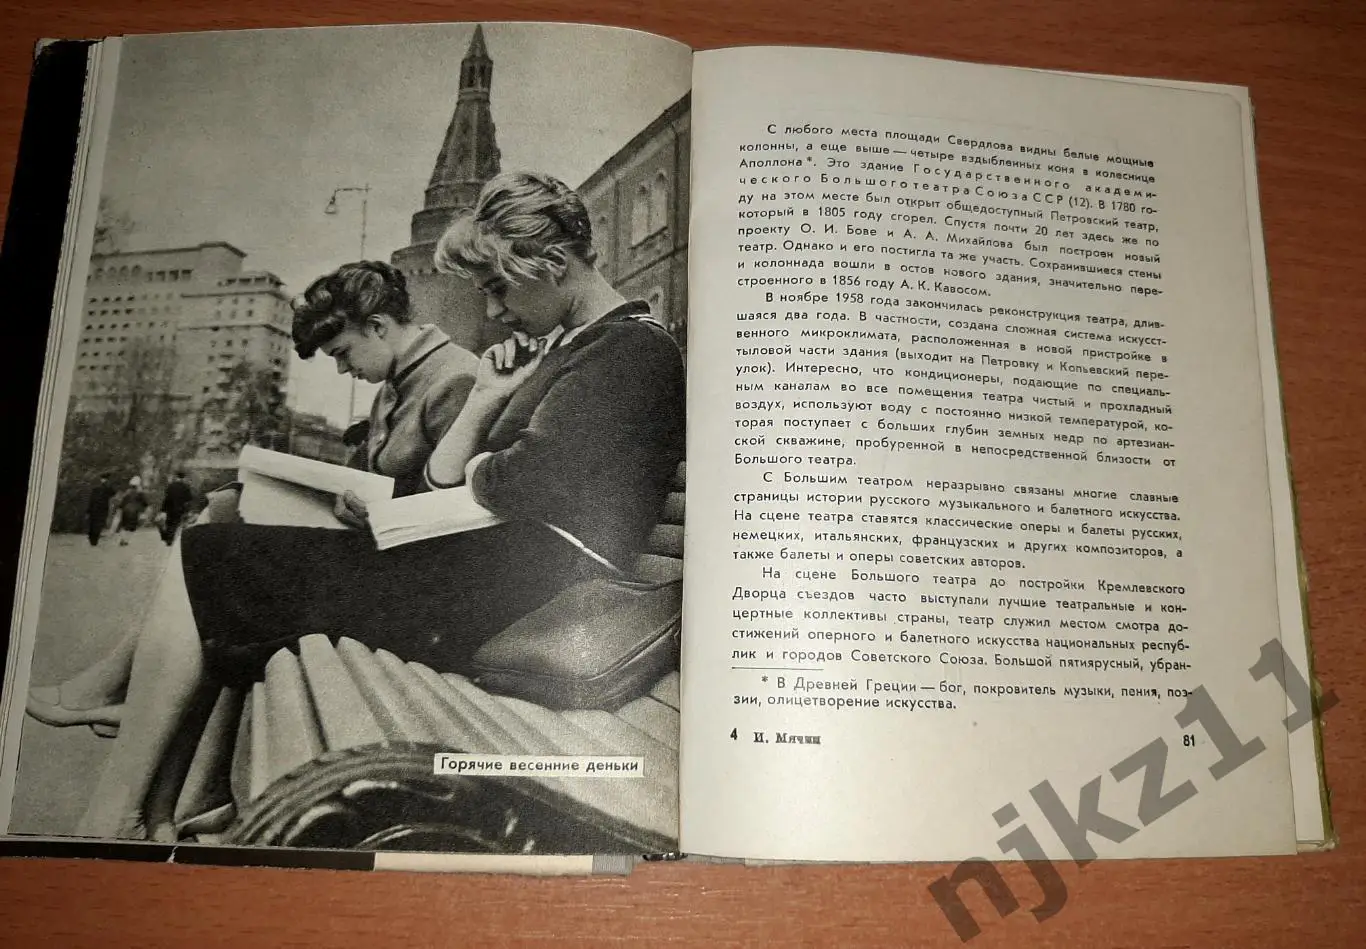 Горячие весенние деньки
С любого места площади Свердлова видны белые мощные
колонны, а еще выше — четыре вздыбленных коня в колеснице
Аполлона*. Это здание Государственного академи-
ческого Большого театра Союза ССР (12). В 1780 го-
ду на этом месте был открыт общедоступный Петровский театр,
который в 1805 году сгорел. Спустя почти 20 лет здесь же по
проекту О. И. Бове и А. А. Михайлова был построен новый
театр. Однако и его постигла та же участь. Сохранившиеся стены
и колоннада вошли в остов нового здания, значительно пере-
строенного в 1856 году А. К. Кавосом.
В ноябре 1958 года закончилась реконструкция театра, длив-
шаяся два года. В частности, создана сложная система искусст-
венного микроклимата, расположенная в новой пристройке в
тыловой части здания (выходит на Петровку и Копьевский пере-
улок). Интересно, что кондиционеры, подающие по специаль-
ным каналам во все помещения театра чистый и прохладный
воздух, используют воду с постоянно низкой температурой, ко-
торая поступает с больших глубин земных недр по артезиан-
ской скважине, пробуренной в непосредственной близости от
Большого театра.
С Большим театром неразрывно связаны многие славные
страницы истории русского музыкального и балетного искусства.
На сцене театра ставятся классические оперы и балеты русских,
немецких, итальянских, французских и других композиторов, а
также балеты и оперы советских авторов.
На сцене Большого театра до постройки Кремлевского
Дворца съездов часто выступали лучшие театральные и кон-
цертные коллективы страны, театр служил местом смотра до-
стижений оперного и балетного искусства национальных респуб-
лик и городов Советского Союза. Большой пятиярусный, убран-
* В Древней Греции — бог, покровитель музыки, пения, поэ-
зии, олицетворение искусства.
4 И. Мячин 81
njkz11